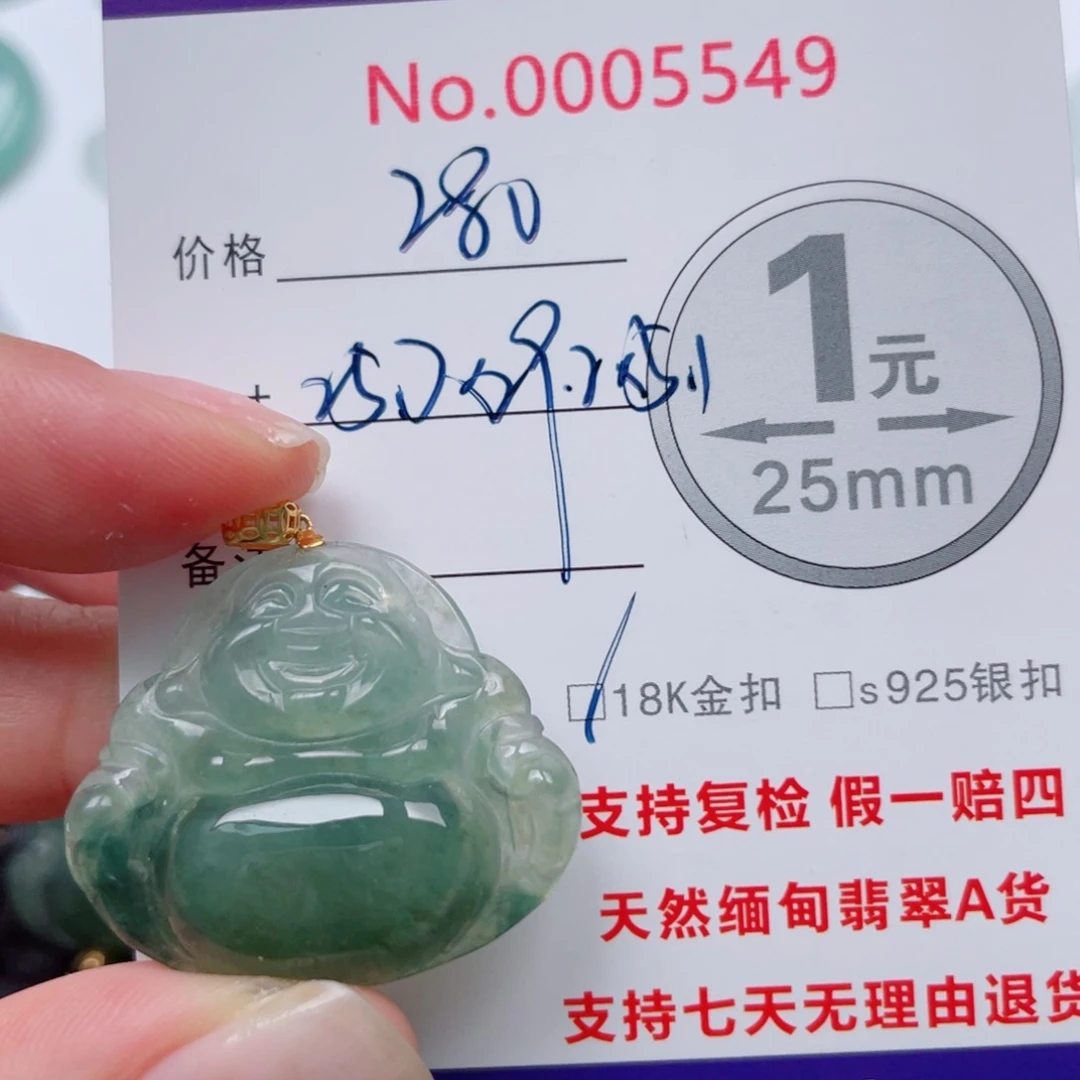 No.0005549
价格 280
1元
25mm
备
18K金扣 s925银扣
支持复检 假一赔四
天然缅甸翡翠A货
支持七天无理由退货